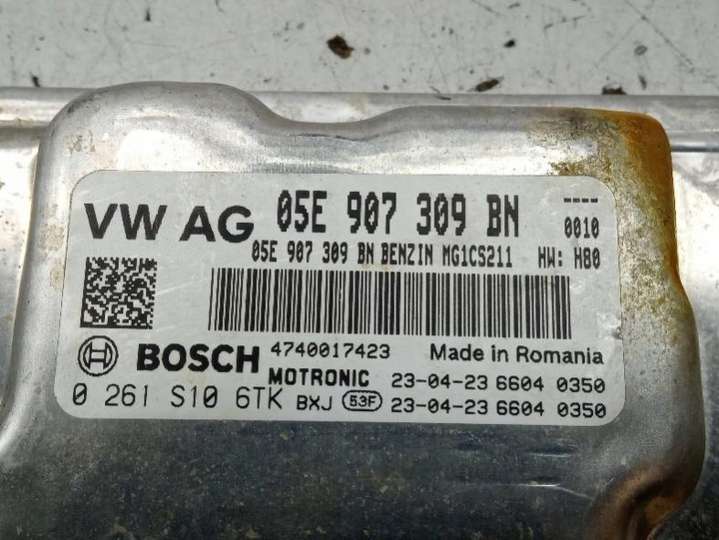 VW AG 05E 907 309 BN ----
0010
05E 907 309 BN BENZIN MG1CS211 HW: H80
BOSCH 4740017423 Made in Romania
MOTRONIC 23-04-23 6604 0350
0 261 S10 6TK BXJ 53F 23-04-23 6604 0350